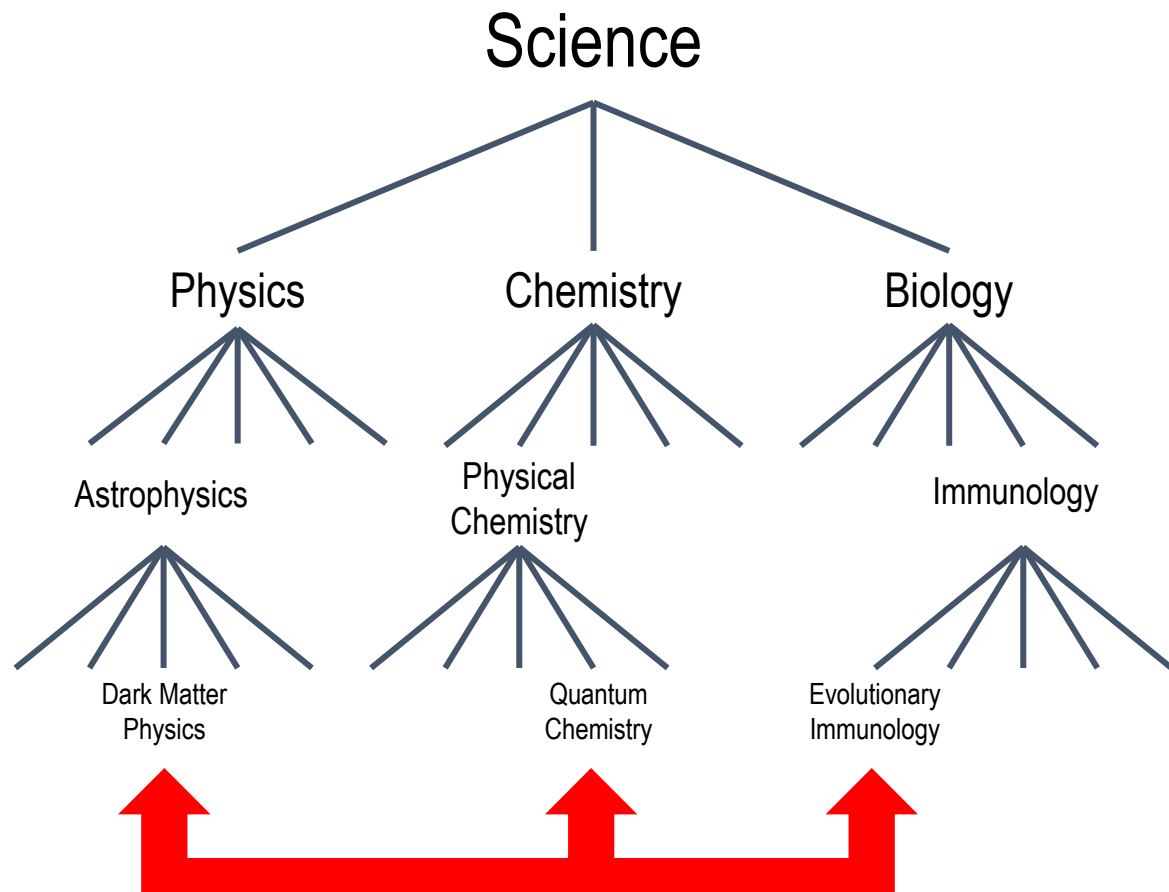 Science
Physics
Chemistry
Biology
Astrophysics
Physical
Chemistry
Immunology
Dark Matter
Physics
Quantum
Chemistry
Evolutionary
Immunology